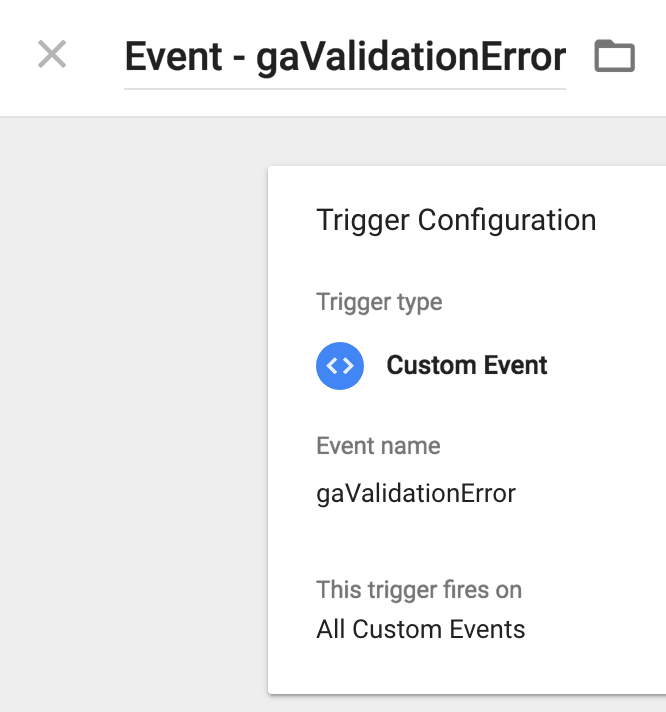 Event - gaValidationError
Trigger Configuration
Trigger type
Custom Event
Event name
gaValidationError
This trigger fires on
All Custom Events